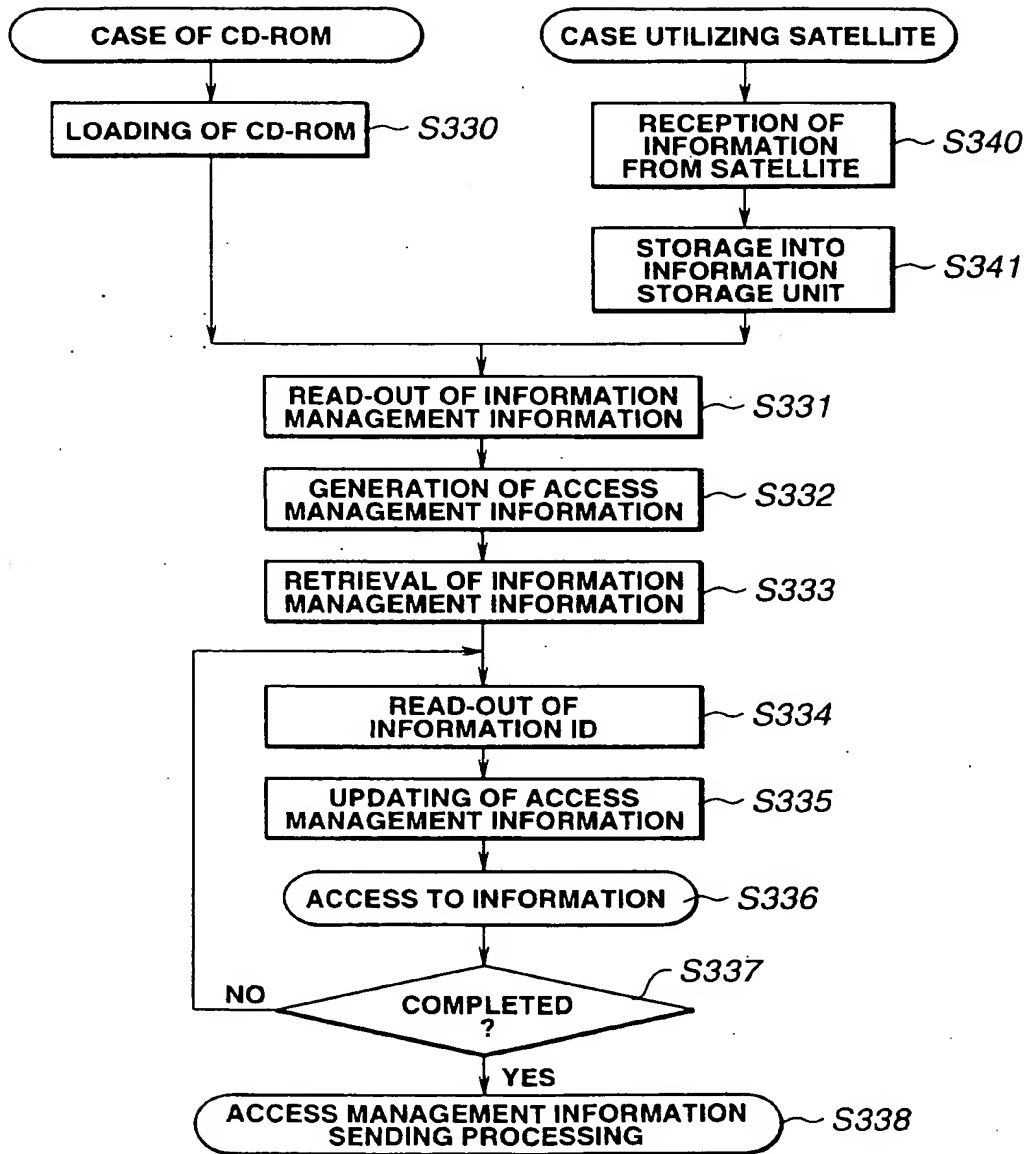 CASE OF CD-ROM
LOADING OF CD-ROM
S330
CASE UTILIZING SATELLITE
RECEPTION OF
INFORMATION
FROM SATELLITE
S340
STORAGE INTO
INFORMATION
STORAGE UNIT
S341
READ-OUT OF INFORMATION
MANAGEMENT INFORMATION
S331
GENERATION OF ACCESS
MANAGEMENT INFORMATION
S332
RETRIEVAL OF INFORMATION
MANAGEMENT INFORMATION
S333
READ-OUT OF
INFORMATION ID
S334
UPDATING OF ACCESS
MANAGEMENT INFORMATION
S335
ACCESS TO INFORMATION
S336
COMPLETED
?
S337
NO
YES
ACCESS MANAGEMENT INFORMATION
SENDING PROCESSING
S338